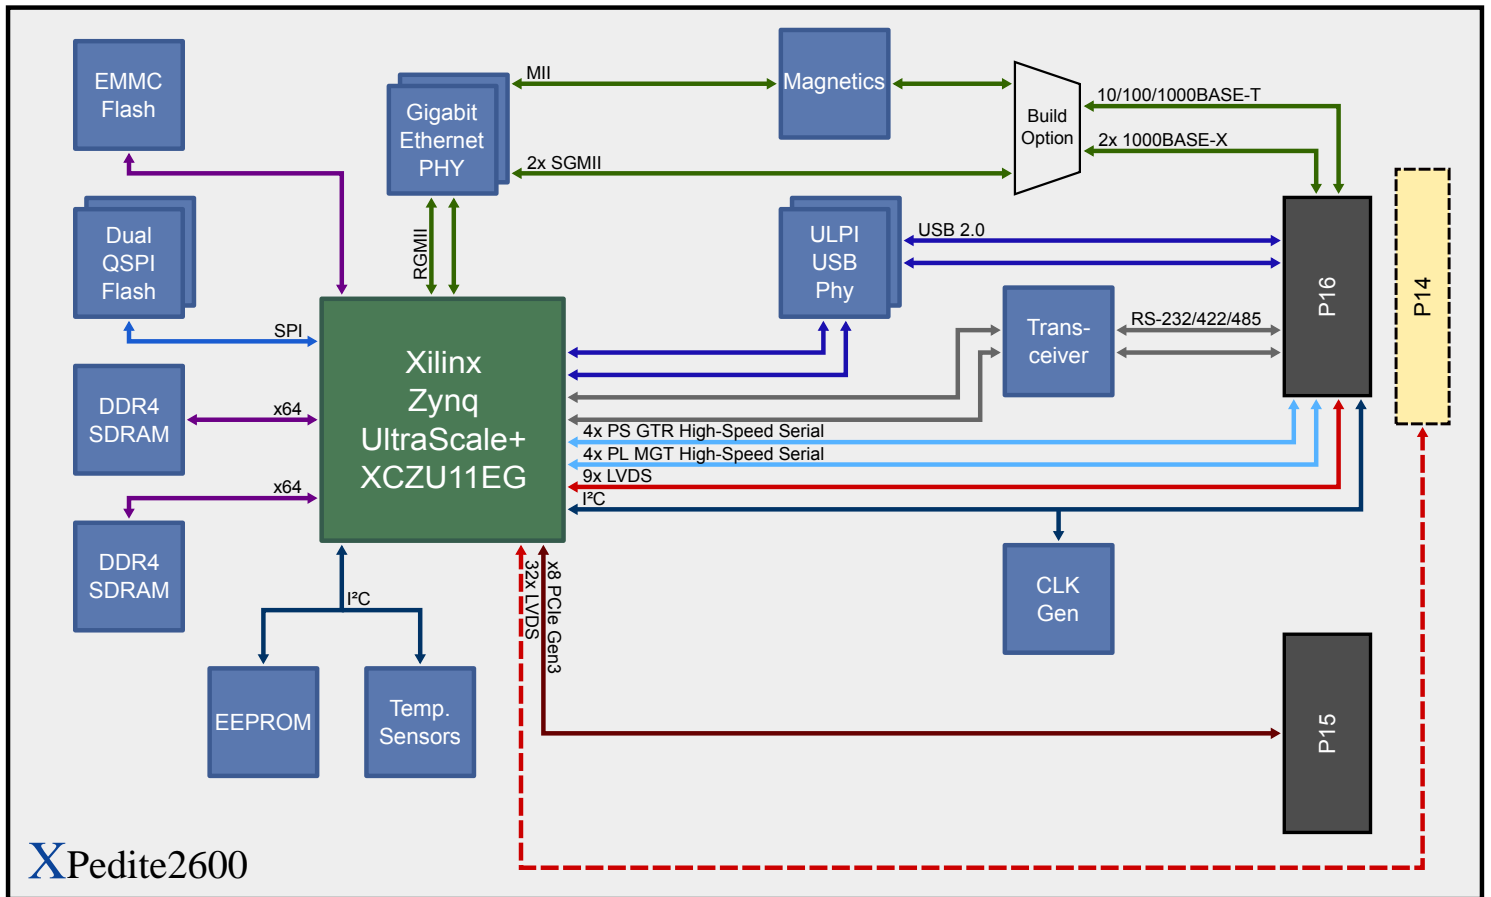 EMMC
Flash
Gigabit
Ethernet
PHY
MII
Magnetics
Build
Option
10/100/1000BASE-T
2x 1000BASE-X
2x SGMII
Dual
QSPI
Flash
RGMII
ULPI
USB
Phy
USB 2.0
P16
P14
SPI
Xilinx
Zynq
UltraScale+
XCZU11EG
Trans-
ceiver
RS-232/422/485
DDR4
SDRAM
x64
4x PS GTR High-Speed Serial
4x PL MGT High-Speed Serial
9x LVDS
I²C
x64
DDR4
SDRAM
I²C
x8 PCIe Gen3
32x LVDS
CLK
Gen
EEPROM
Temp.
Sensors
P15
XPedite2600